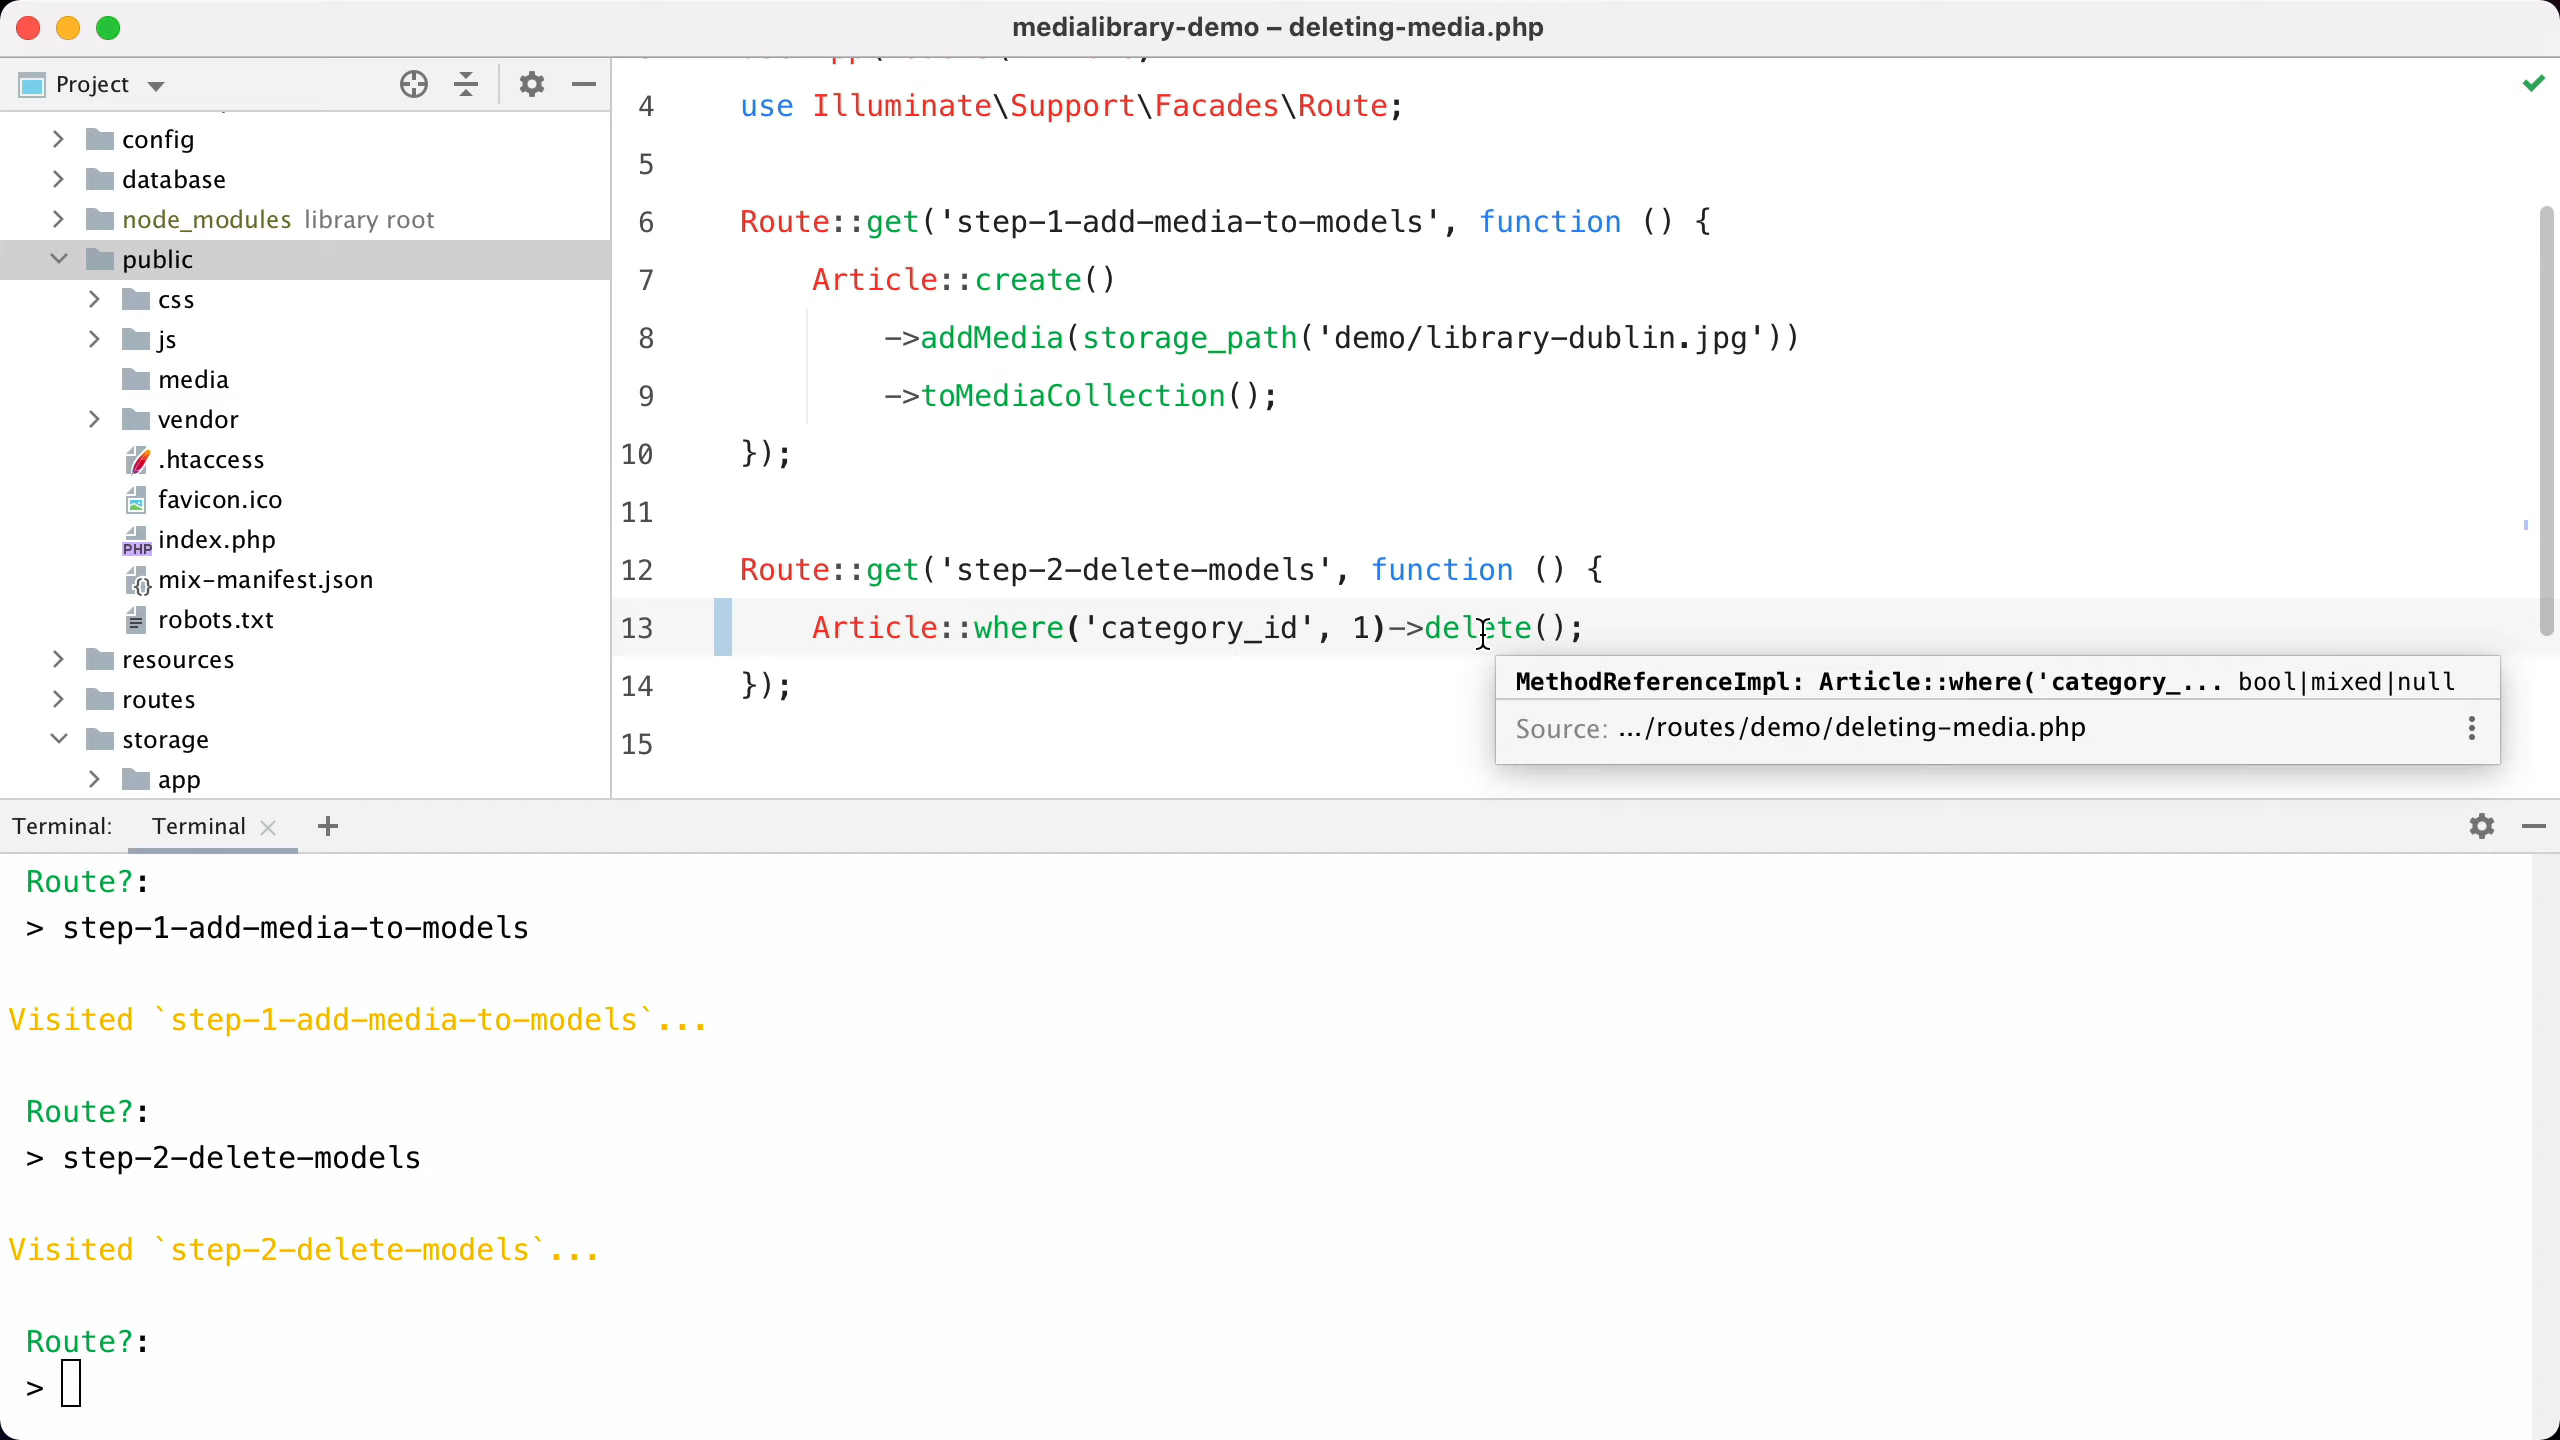 medialibrary-demo – deleting-media.php
Project
config
database
node_modules library root
public
css
js
media
vendor
.htaccess
favicon.ico
PHP index.php
mix-manifest.json
robots.txt
resources
routes
storage
app
4 use Illuminate\Support\Facades\Route;
5
6 Route::get('step-1-add-media-to-models', function () {
7 Article::create()
8 ->addMedia(storage_path('demo/library-dublin.jpg'))
9 ->toMediaCollection();
10 });
11
12 Route::get('step-2-delete-models', function () {
13 Article::where('category_id', 1)->delete();
14 });
15
MethodReferenceImpl: Article::where('category_... bool|mixed|null
Source: .../routes/demo/deleting-media.php
Terminal: Terminal
Route?:
> step-1-add-media-to-models
Visited `step-1-add-media-to-models`...
Route?:
> step-2-delete-models
Visited `step-2-delete-models`...
Route?:
>